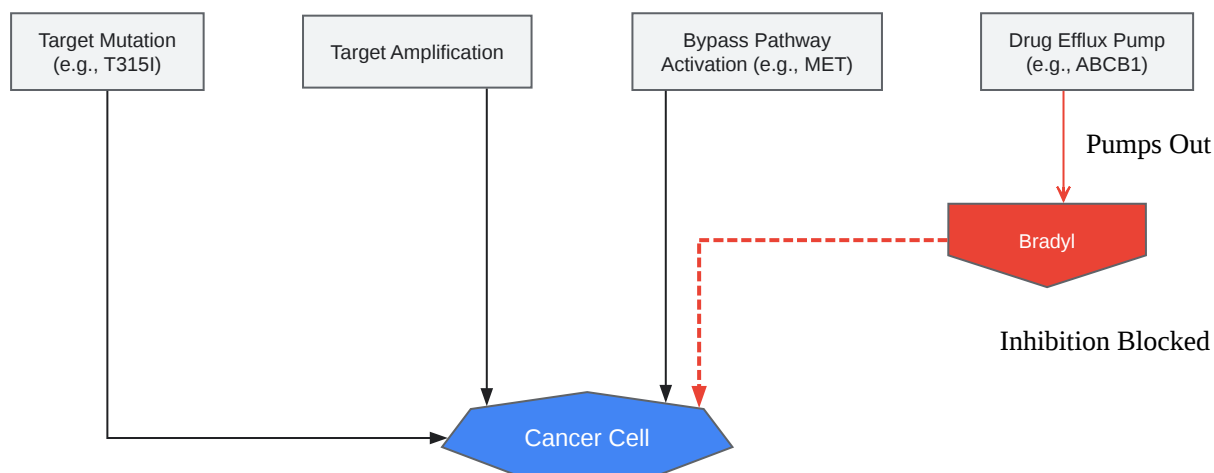 Target Mutation
(e.g., T315I)
Target Amplification
Bypass Pathway
Activation (e.g., MET)
Drug Efflux Pump
(e.g., ABCB1)
Pumps Out
Bradyl
Inhibition Blocked
Cancer Cell